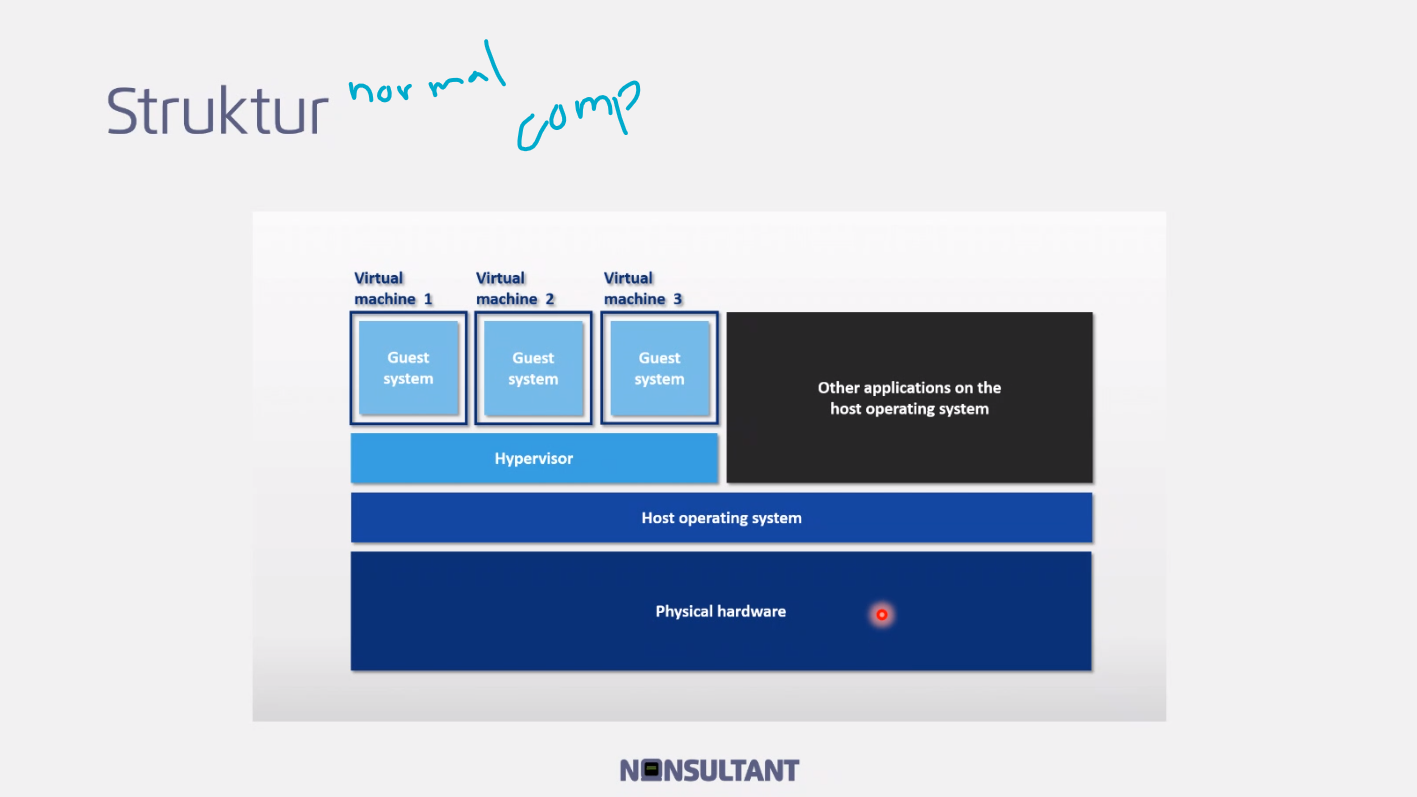 Struktur normal
comp
Virtual
machine 1
Virtual
machine 2
Virtual
machine 3
Guest
system
Guest
system
Guest
system
Other applications on the
host operating system
Hypervisor
Host operating system
Physical hardware
NONSULTANT